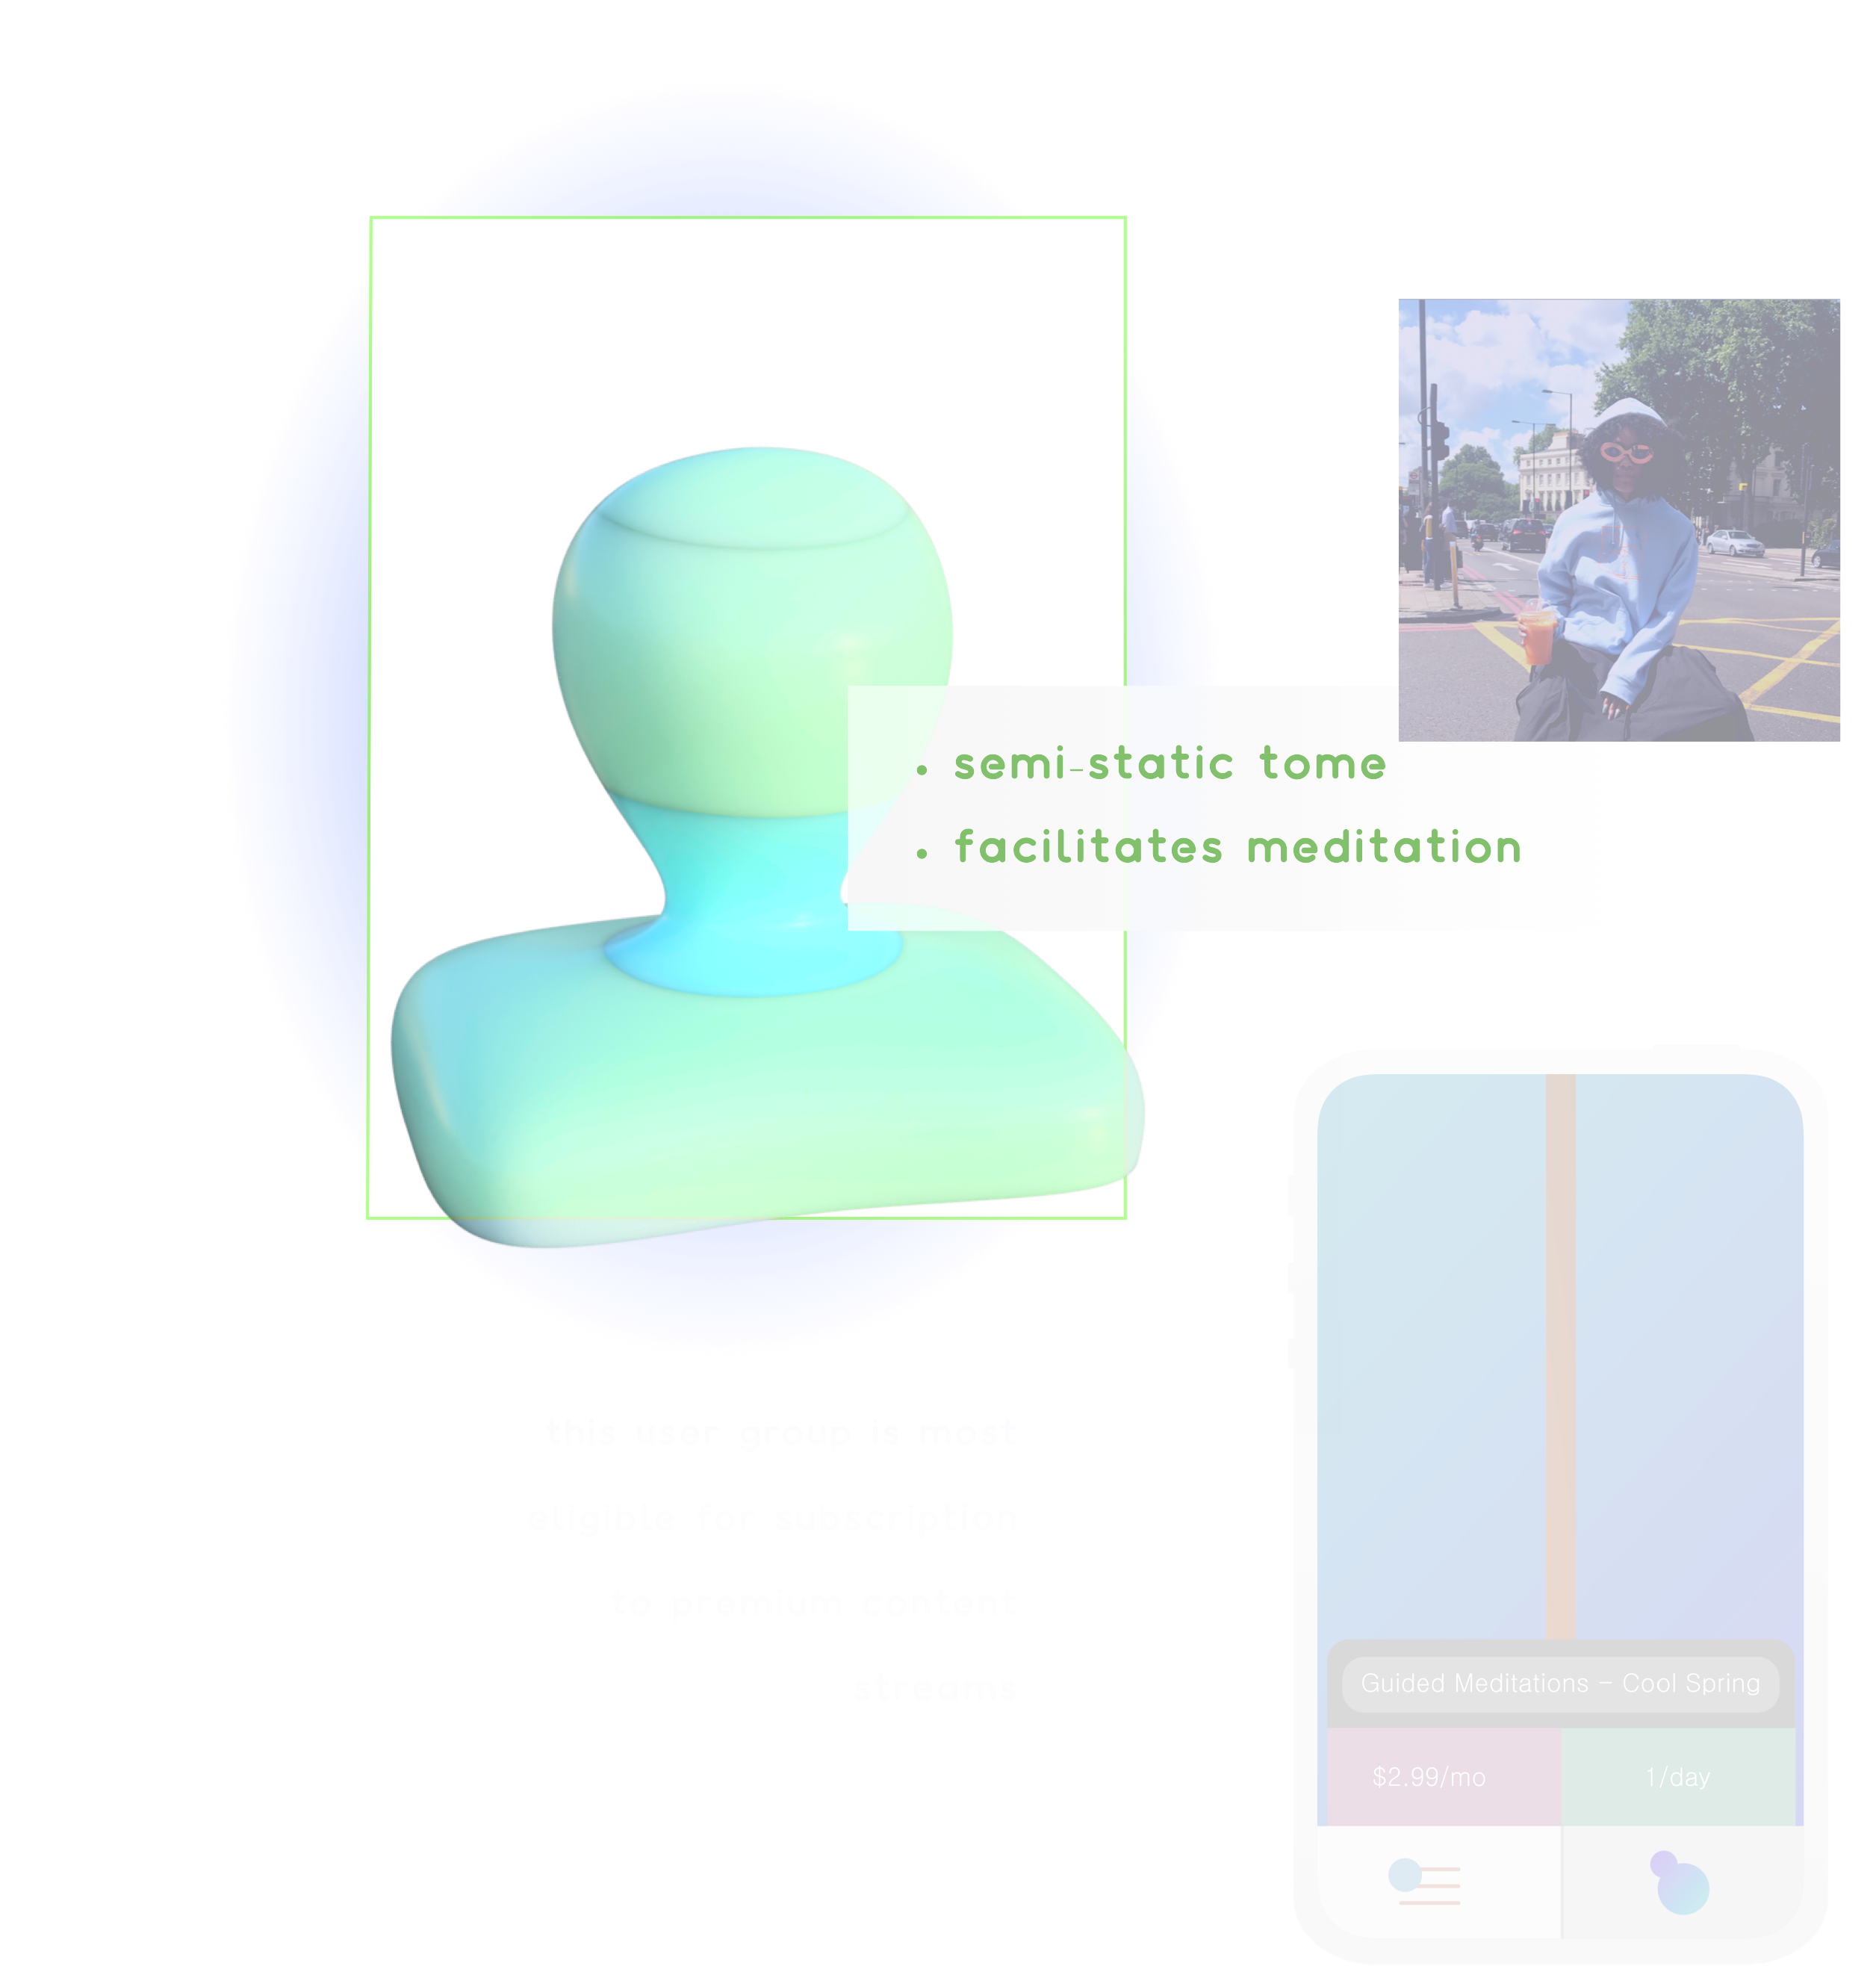 • semi-static tome
• facilitates meditation
this user group is most
eligible for subscription
to premium content
streams
Guided Meditations - Cool Spring
$2.99/mo
1/day